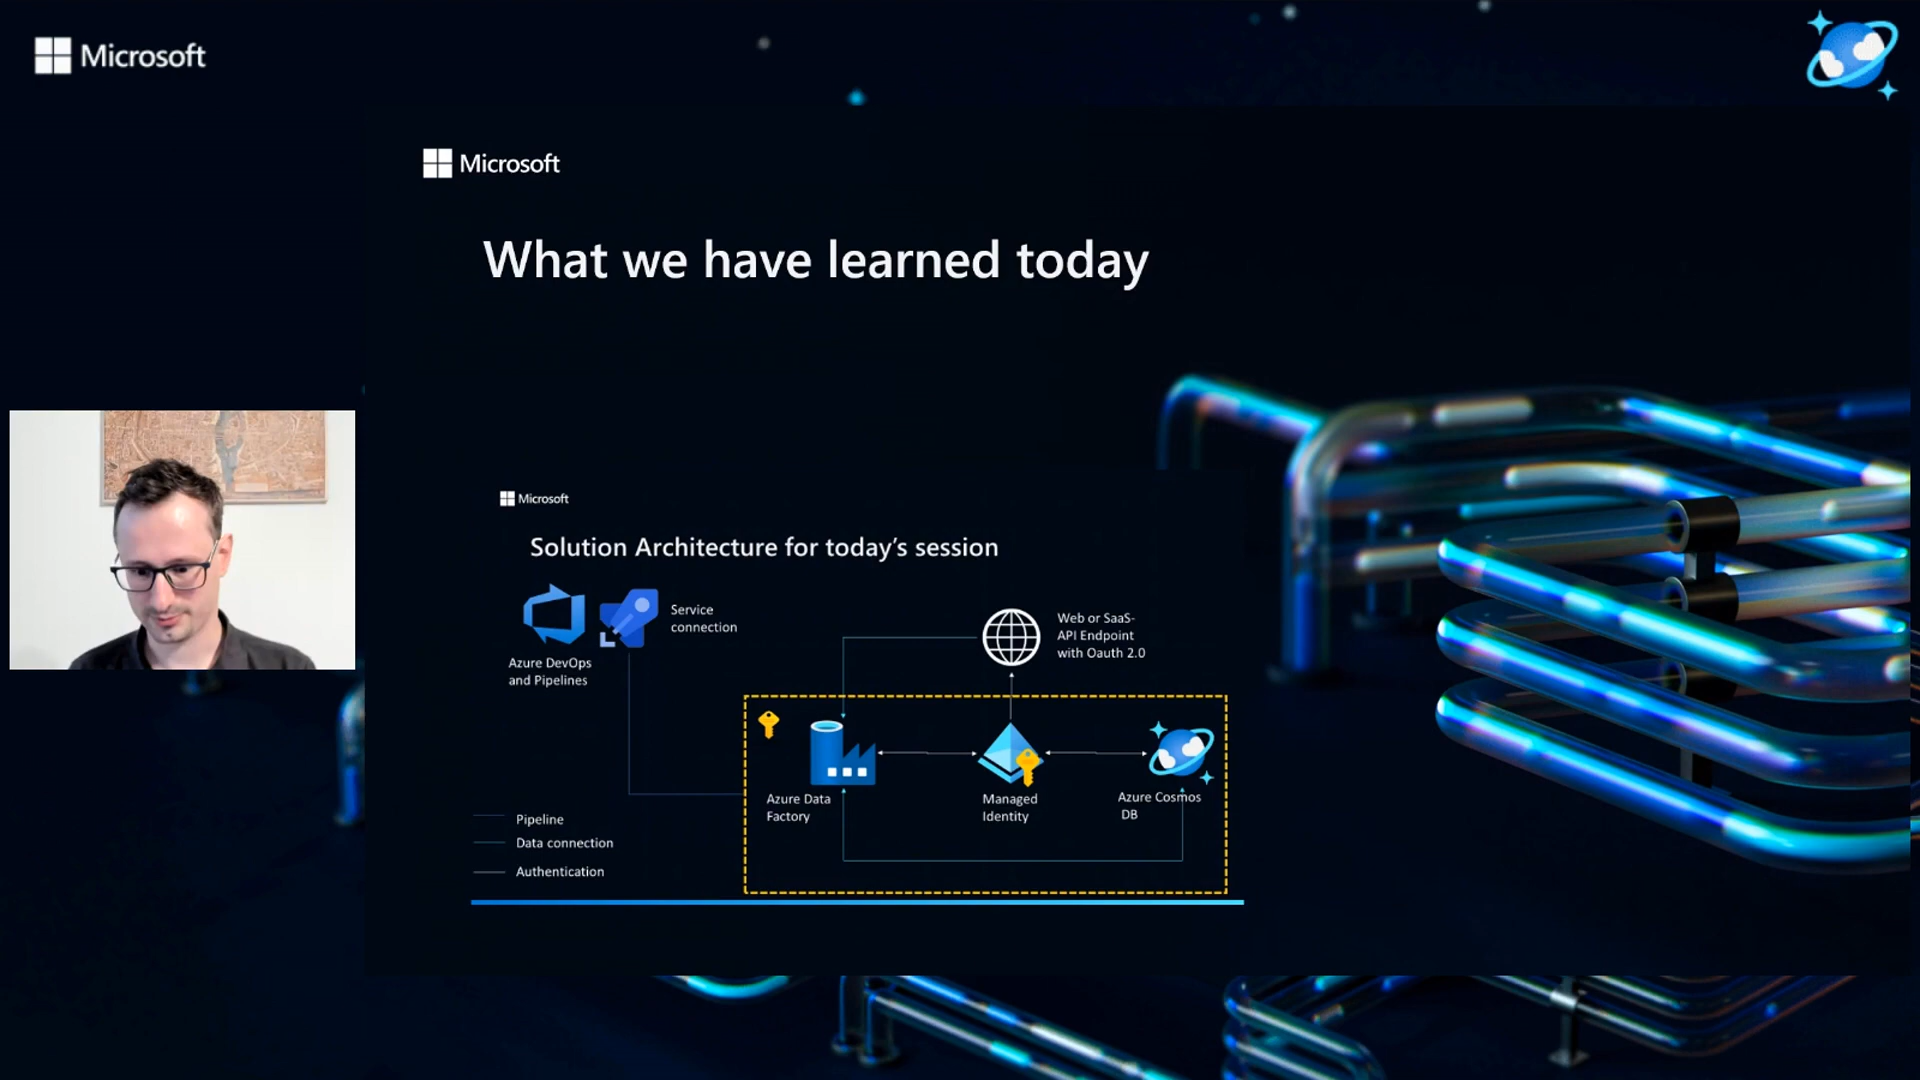 Microsoft
Microsoft
What we have learned today
Microsoft
Solution Architecture for today's session
Service
connection
Azure DevOps
and Pipelines
Web or SaaS-
API Endpoint
with Oauth 2.0
Azure Data
Factory
Managed
Identity
Azure Cosmos
DB
Pipeline
Data connection
Authentication